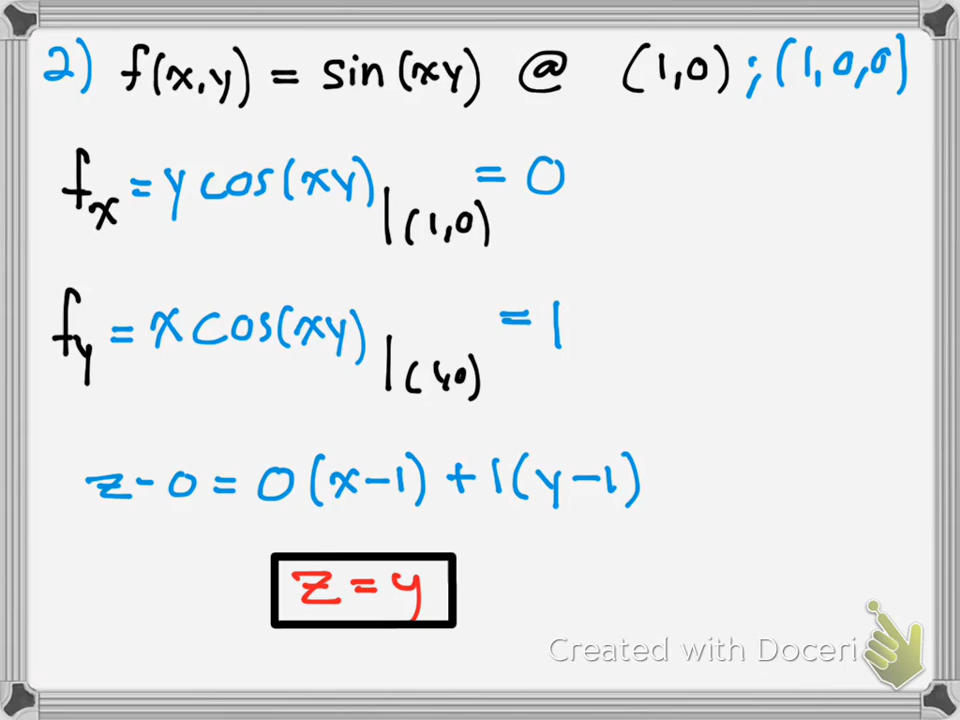 2) f(x,y) = sin(xy) @ (1,0) ; (1,0,0)
fx = y cos(xy) |(1,0) = 0
fy = x cos(xy) |(1,0) = 1
z - 0 = 0(x-1) + 1(y-1)
z = y
Created with Doceri